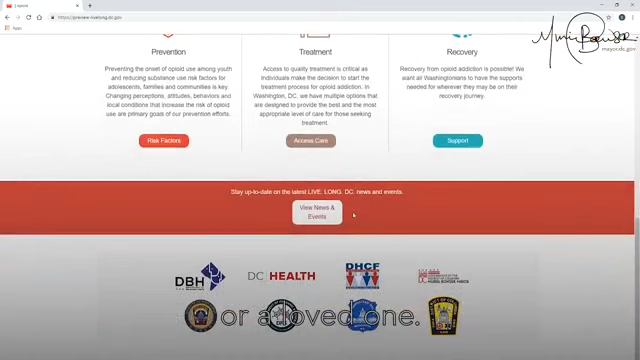 | opioid
https://preview-livelong.dc.gov
Apps
mayor.dc.gov
Prevention
Preventing the onset of opioid use among youth
and reducing substance use risk factors for
adolescents, families and communities is key.
Changing perceptions, attitudes, behaviors and
local conditions that increase the risk of opioid
use are primary goals of our prevention efforts.
Risk Factors
Treatment
Access to quality treatment is critical as
individuals make the decision to start the
treatment process for opioid addiction. In
Washington, DC, we have multiple options that
are designed to provide the best and the most
appropriate level of care for those seeking
treatment.
Access Care
Recovery
Recovery from opioid addiction is possible! We
want all Washingtonians to have the supports
needed for wherever they may be on their
recovery journey.
Support
Stay up-to-date on the latest LIVE. LONG. DC. news and events.
View News &
Events
DBH
DC HEALTH
DHCF
or a loved one.